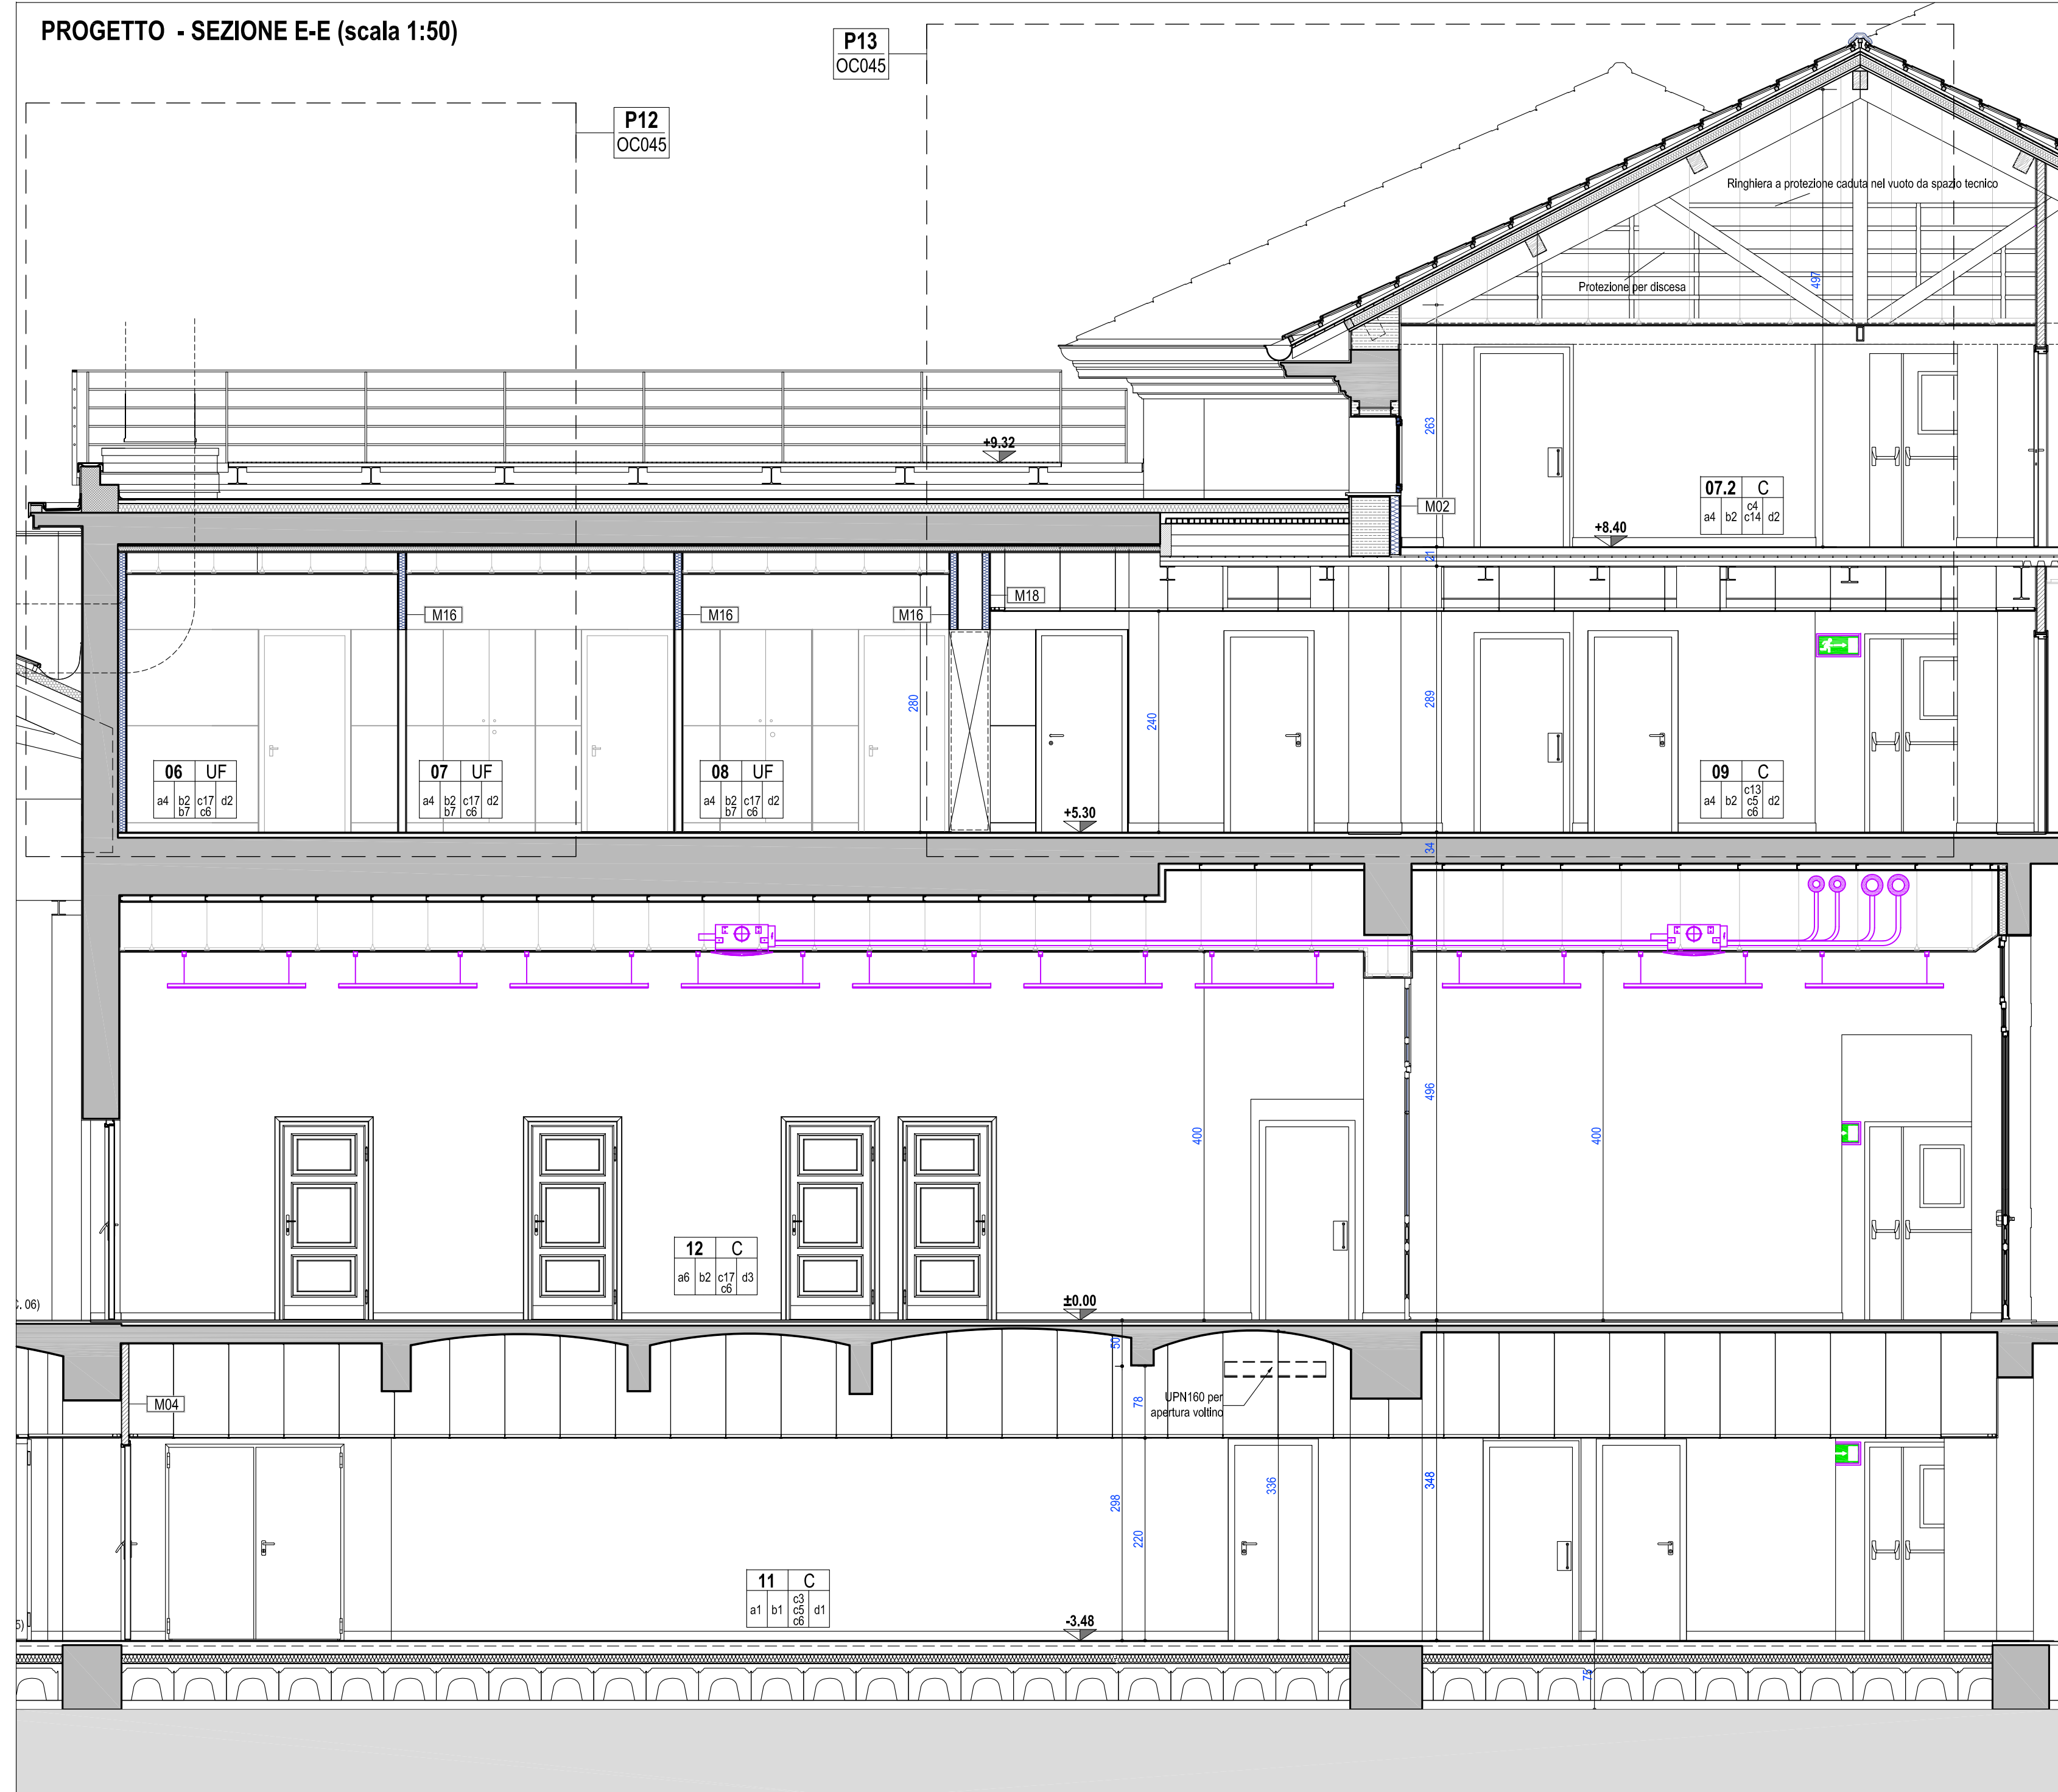 PROGETTO - SEZIONE E-E (scala 1:50)
P13
OC045
P12
OC045
Ringhiera a protezione caduta nel vuoto da spazio tecnico
Protezione per discesa
497
263
+9.32
M02
07.2 C
a4 b2 c4 c14 d2
+8.40
21
M16
M16
M16
M18
280
240
289
06 UF
a4 b2 b7 c17 c6 d2
07 UF
a4 b2 b7 c17 c6 d2
08 UF
a4 b2 b7 c17 c6 d2
09 C
a4 b2 c13 c5 c6 d2
+5.30
34
400
496
400
12 C
a6 b2 c17 c6 d3
. 06)
±0.00
50
78
UPN160 per
apertura voltino
M04
298
220
336
348
11 C
a1 b1 c3 c5 c6 d1
-3.48
75